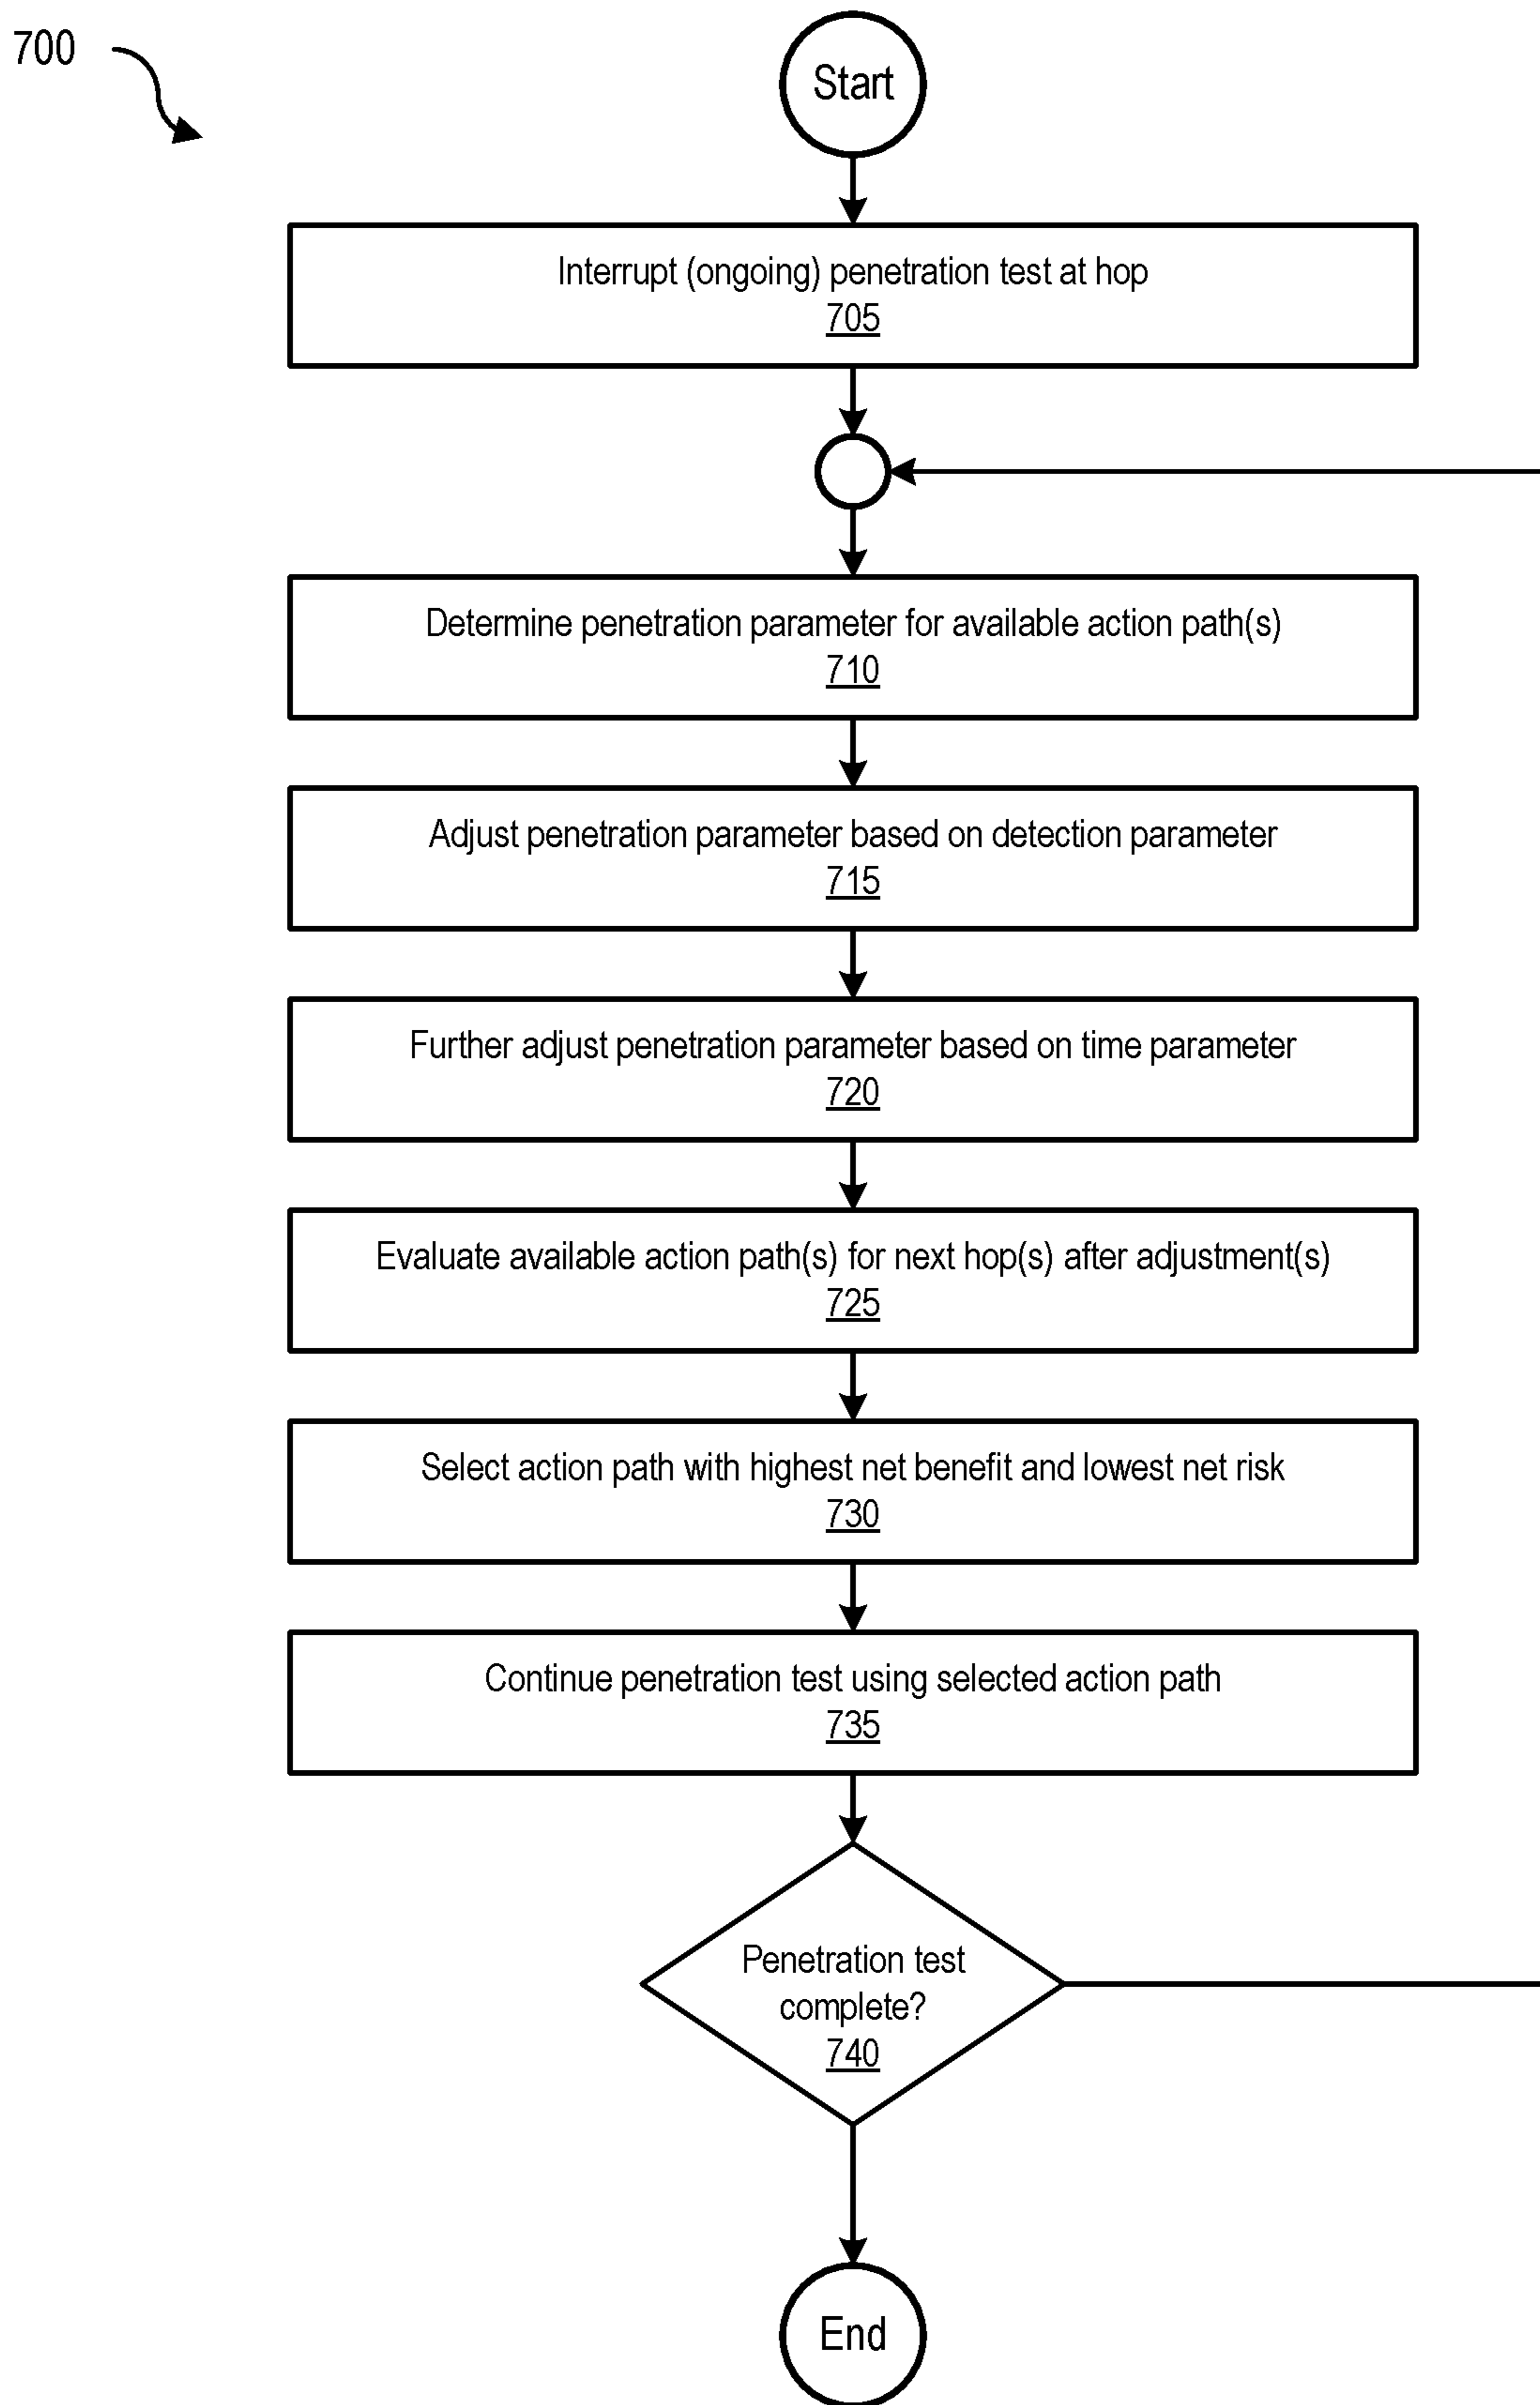 700
Start
Interrupt (ongoing) penetration test at hop
705
Determine penetration parameter for available action path(s)
710
Adjust penetration parameter based on detection parameter
715
Further adjust penetration parameter based on time parameter
720
Evaluate available action path(s) for next hop(s) after adjustment(s)
725
Select action path with highest net benefit and lowest net risk
730
Continue penetration test using selected action path
735
Penetration test
complete?
740
End